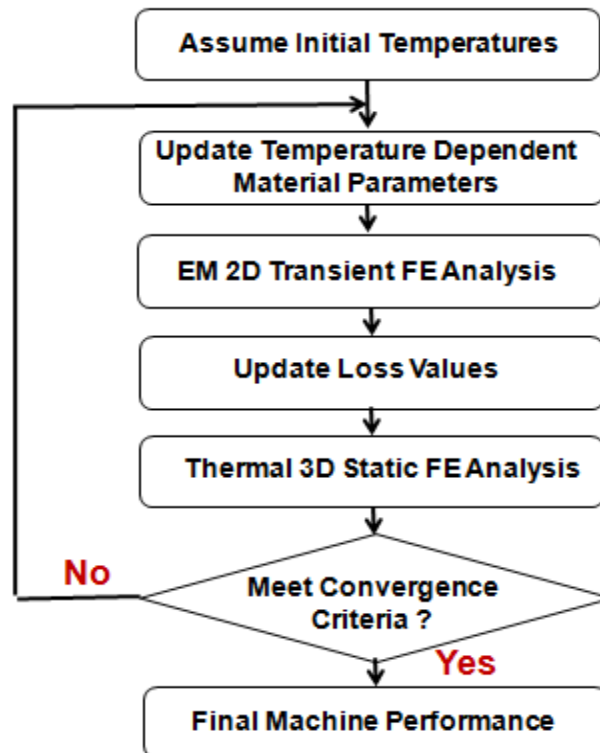 Assume Initial Temperatures
Update Temperature Dependent
Material Parameters
EM 2D Transient FE Analysis
Update Loss Values
Thermal 3D Static FE Analysis
No
Meet Convergence
Criteria ?
Yes
Final Machine Performance